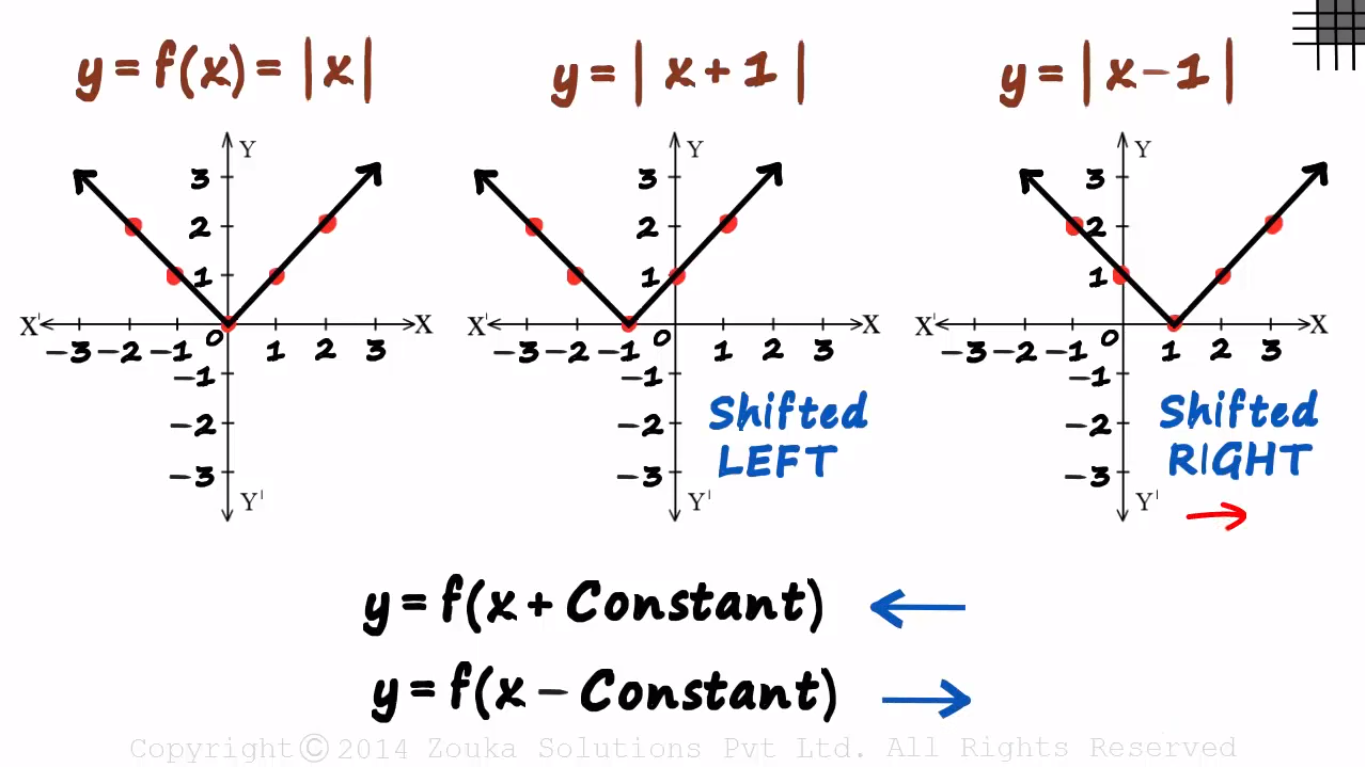 y = f(x) = |x|
y = | x + 1 |
y = | x - 1 |
Y
3
2
1
X' -3 -2 -1 0 1 2 3 X
-1
-2
-3
Y'
Y
3
2
1
X' -3 -2 -1 0 1 2 3 X
-1
-2
-3
Y'
Shifted
LEFT
Y
3
2
1
X' -3 -2 -1 0 1 2 3 X
-1
-2
-3
Y'
Shifted
RIGHT
y = f(x + Constant)
y = f(x - Constant)
Copyright © 2014 Zouka Solutions Pvt Ltd. All Rights Reserved